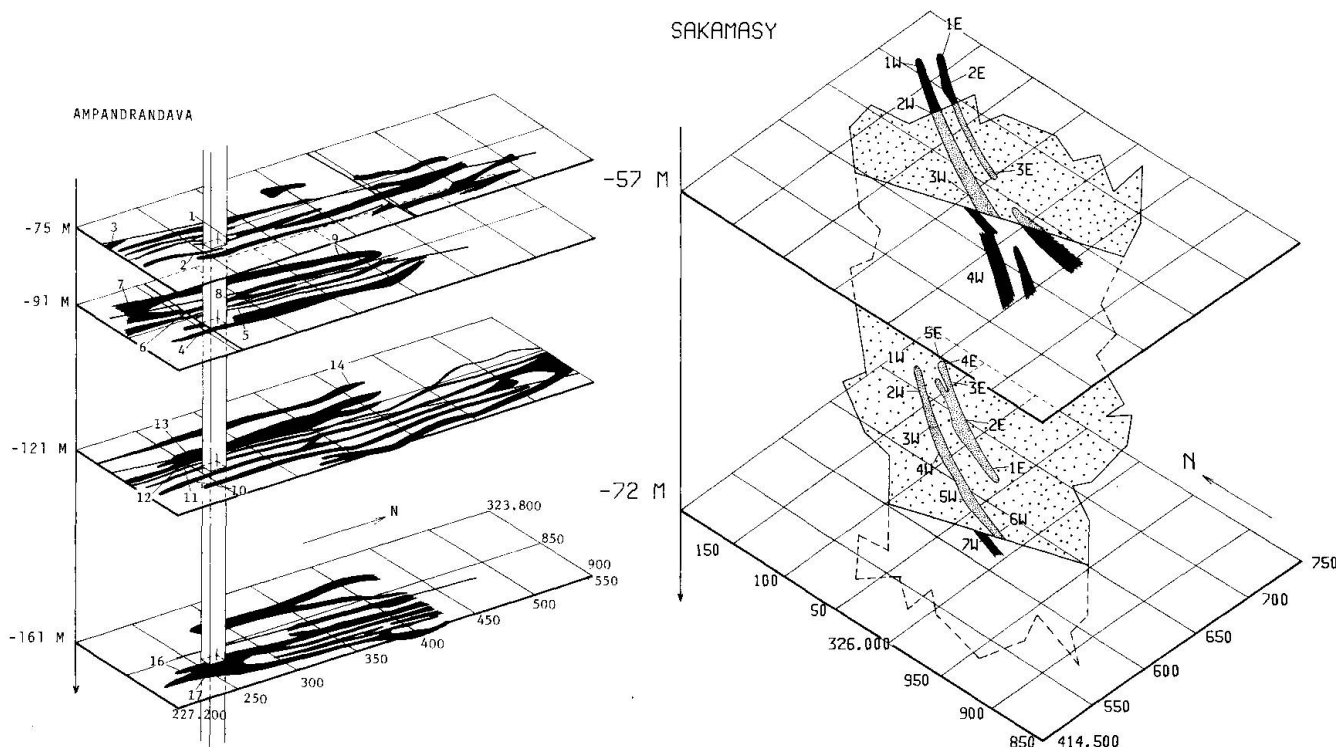 AMPANDRANDAVA
-75 M
3
1
2
-91 M
7
9
8
6
4
5
-121 M
14
13
12
11
10
N
323.800
850
900
550
500
450
400
350
300
250
227.200
-161 M
16
17
SAKAMASY
1E
1W
2E
2W
3E
3W
4W
-57 M
5E
1W
4E
2W
3E
3W
2E
4W
1E
5W
6W
7W
N
-72 M
150
100
50
326.000
950
900
850
414.500
550
600
650
700
750